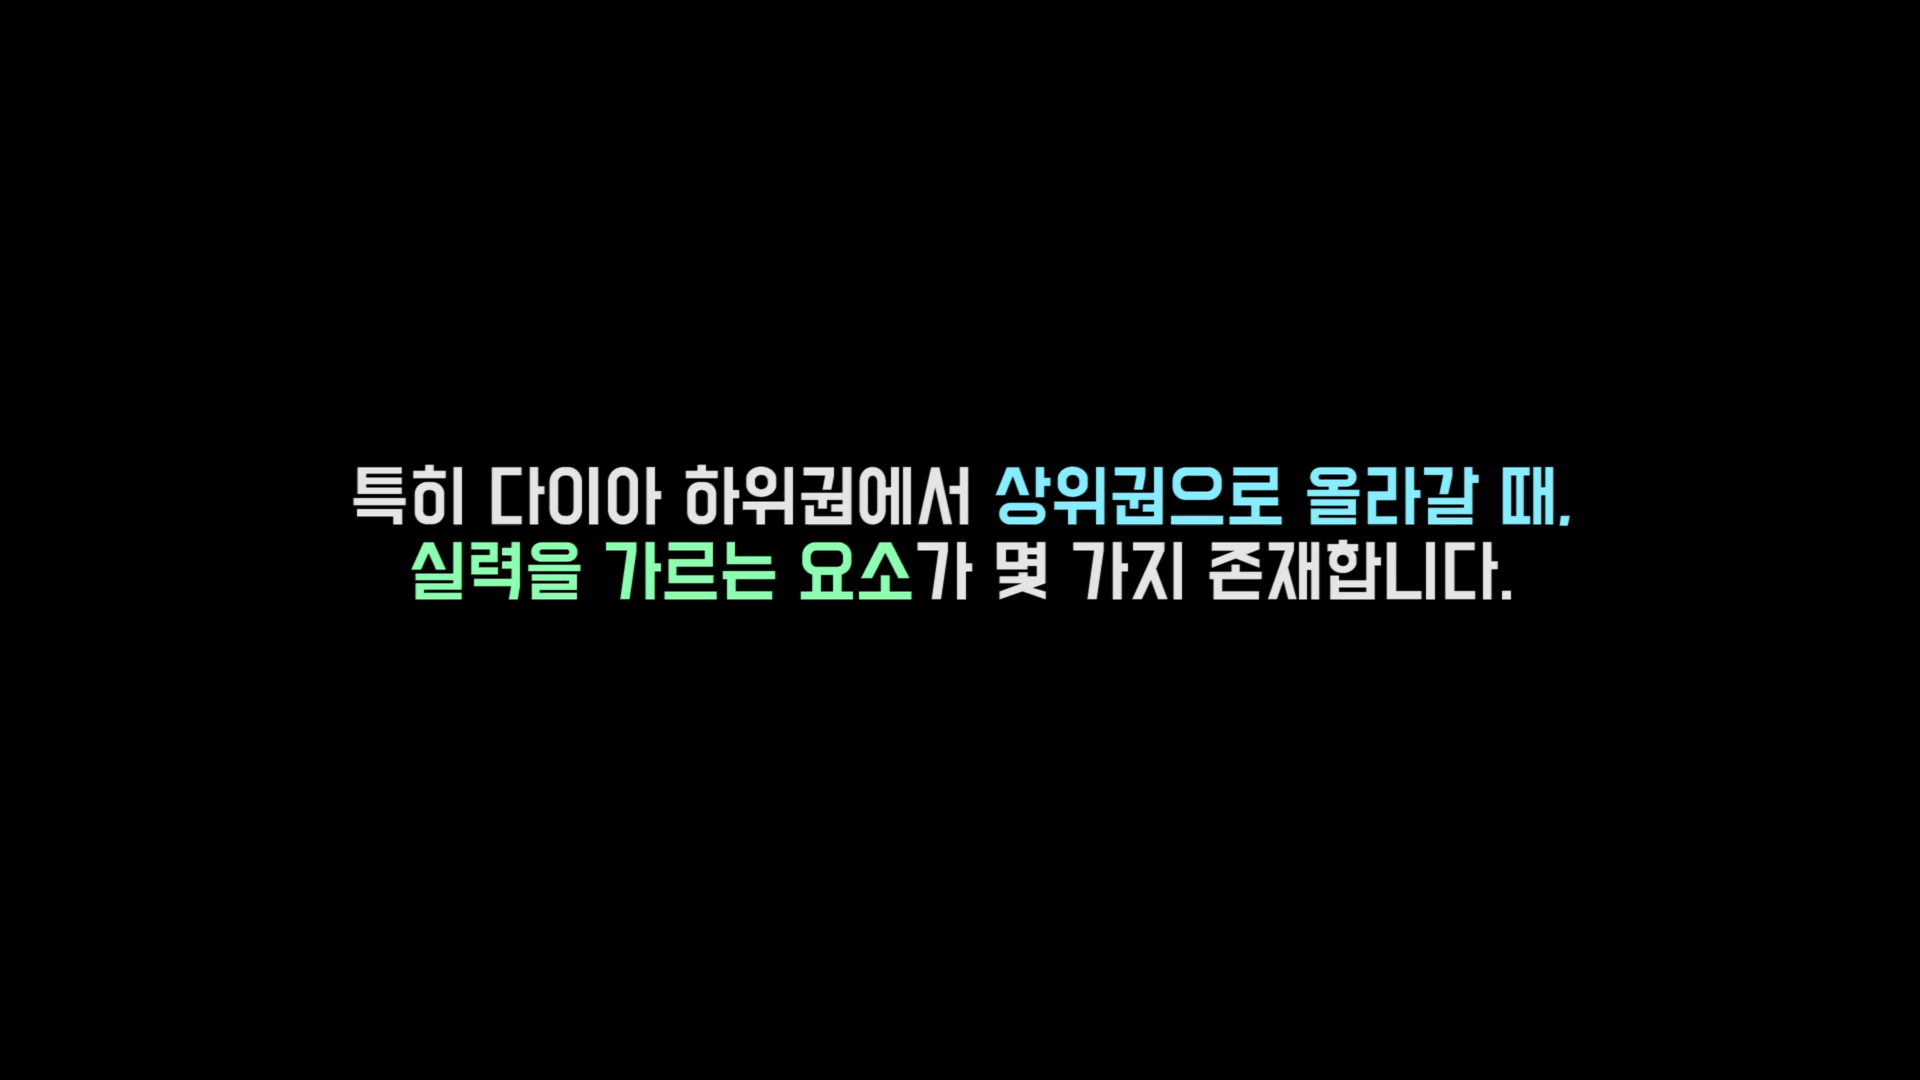 특히 다이아 하위권에서 상위권으로 올라갈 때,
실력을 가르는 요소가 몇 가지 존재합니다.